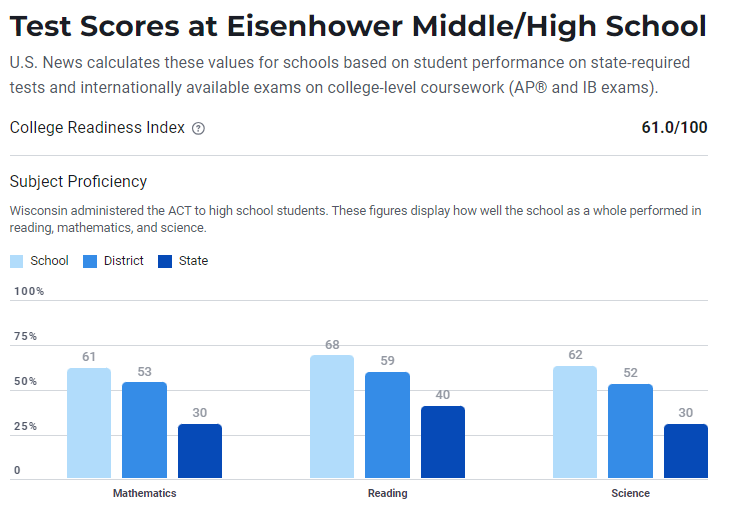 Test Scores at Eisenhower Middle/High School
U.S. News calculates these values for schools based on student performance on state-required
tests and internationally available exams on college-level coursework (AP® and IB exams).
College Readiness Index ?
61.0/100
Subject Proficiency
Wisconsin administered the ACT to high school students. These figures display how well the school as a whole performed in
reading, mathematics, and science.
School District State
100%
75%
50%
25%
0
61 53 30
68 59 40
62 52 30
Mathematics Reading Science